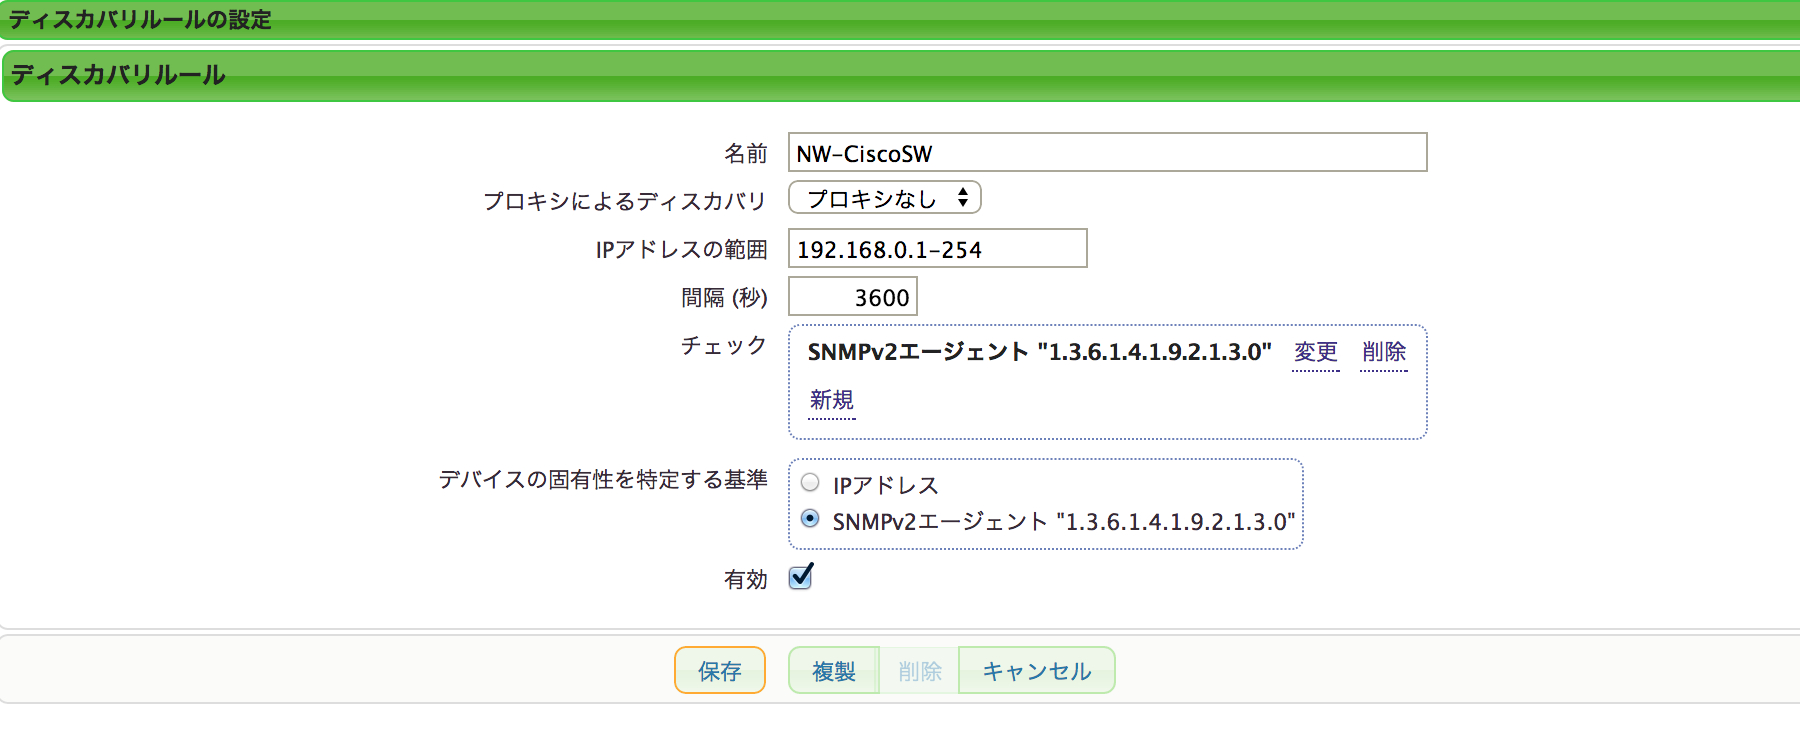 ディスカバリルールの設定
ディスカバリルール
名前 NW-CiscoSW
プロキシによるディスカバリ プロキシなし
IPアドレスの範囲 192.168.0.1-254
間隔 (秒) 3600
チェック SNMPv2エージェント "1.3.6.1.4.1.9.2.1.3.0" 変更 削除
新規
デバイスの固有性を特定する基準 IPアドレス
SNMPv2エージェント "1.3.6.1.4.1.9.2.1.3.0"
有効
保存 複製 削除 キャンセル